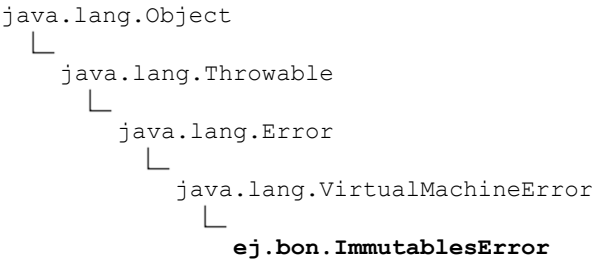 java.lang.Object
java.lang.Throwable
java.lang.Error
java.lang.VirtualMachineError
ej.bon.ImmutablesError